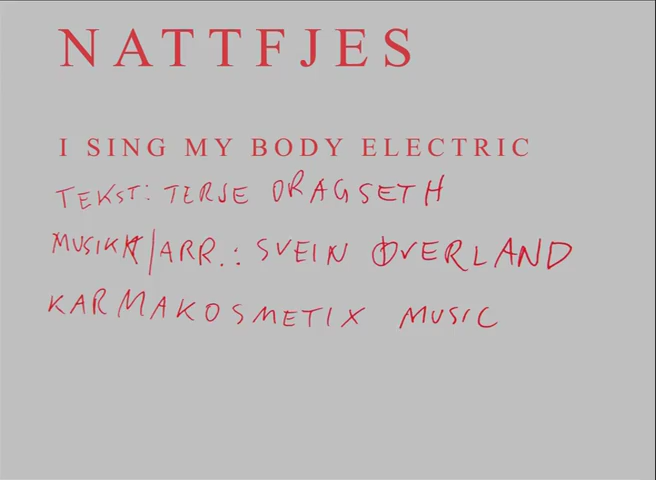 NATTFJES
I SING MY BODY ELECTRIC
TEKST: TERJE DRAGSETH
MUSIKK/ARR.: SVEIN ØVERLAND
KARMAKOSMETIX MUSIC